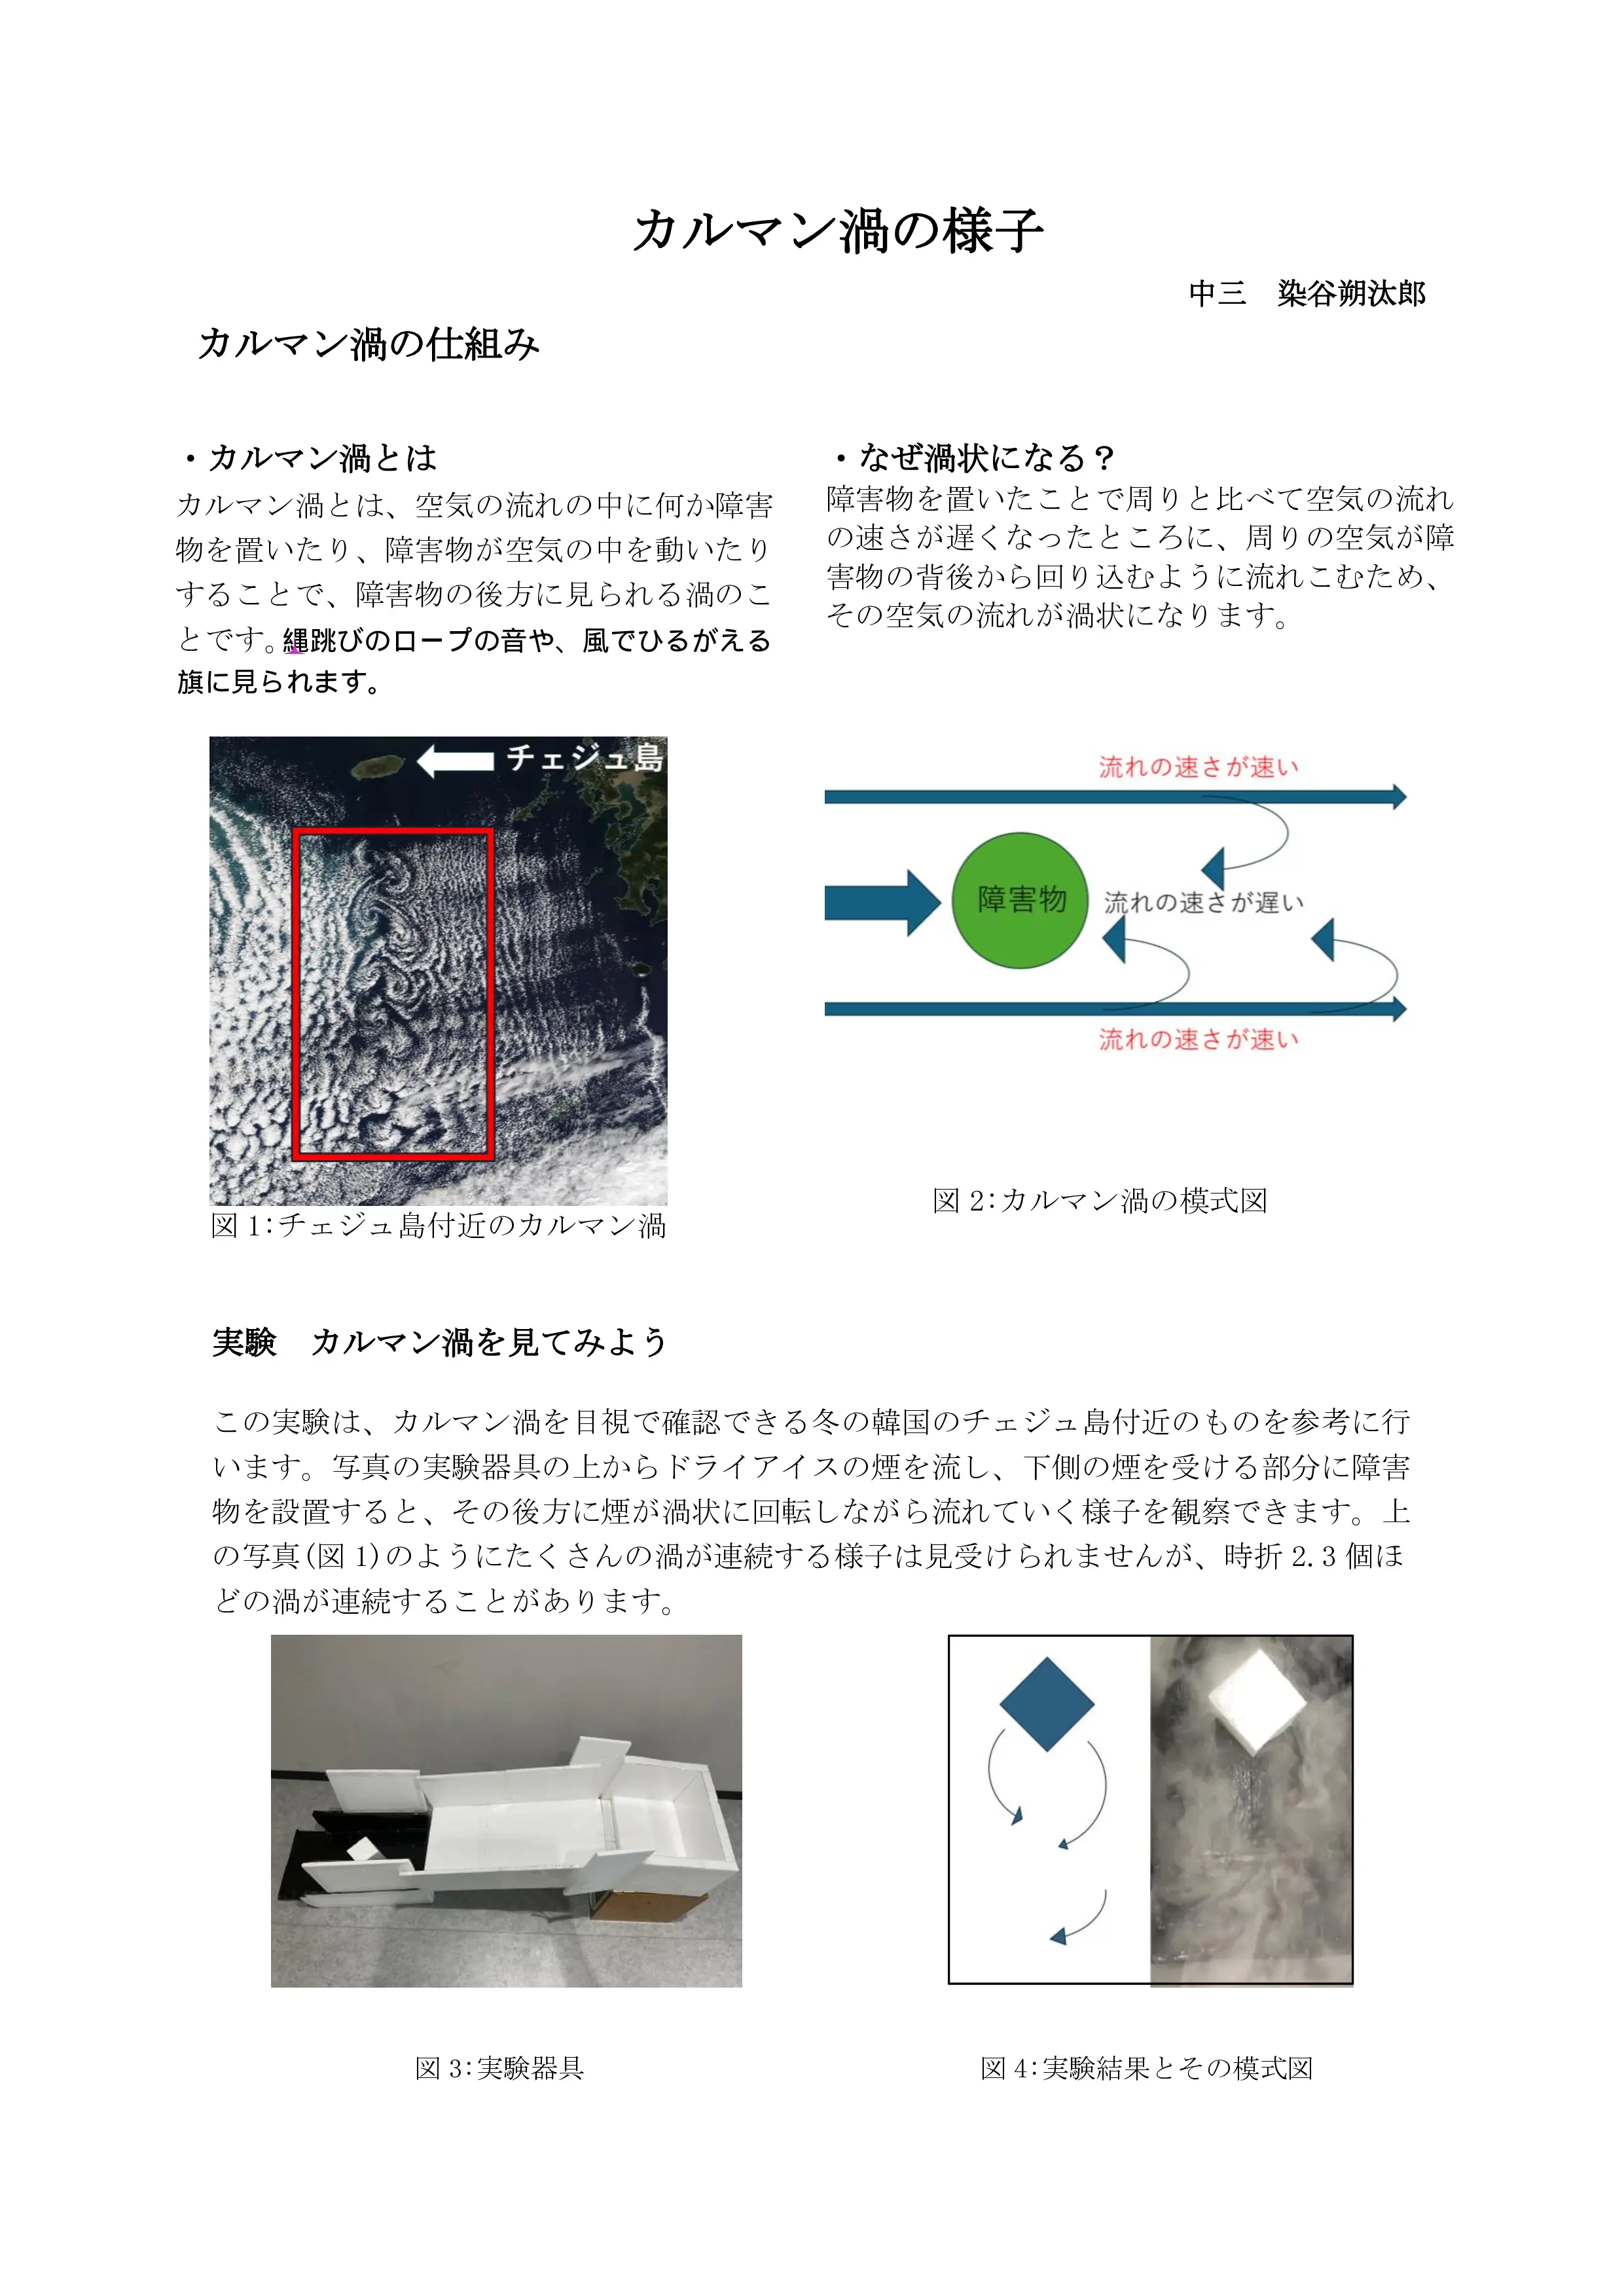 カルマン渦の様子
中三　染谷朔汰郎
カルマン渦の仕組み
・カルマン渦とは
カルマン渦とは、空気の流れの中に何か障害
物を置いたり、障害物が空気の中を動いたり
することで、障害物の後方に見られる渦のこ
とです。縄跳びのロープの音や、風でひるがえる
旗に見られます。
チェジュ島
図 1:チェジュ島付近のカルマン渦
・なぜ渦状になる？
障害物を置いたことで周りと比べて空気の流れ
の速さが遅くなったところに、周りの空気が障
害物の背後から回り込むように流れこむため、
その空気の流れが渦状になります。
流れの速さが速い
障害物
流れの速さが遅い
流れの速さが速い
図 2:カルマン渦の模式図
実験　カルマン渦を見てみよう
この実験は、カルマン渦を目視で確認できる冬の韓国のチェジュ島付近のものを参考に行
います。写真の実験器具の上からドライアイスの煙を流し、下側の煙を受ける部分に障害
物を設置すると、その後方に煙が渦状に回転しながら流れていく様子を観察できます。上
の写真(図 1)のようにたくさんの渦が連続する様子は見受けられませんが、時折 2.3 個ほ
どの渦が連続することがあります。
図 3:実験器具
図 4:実験結果とその模式図